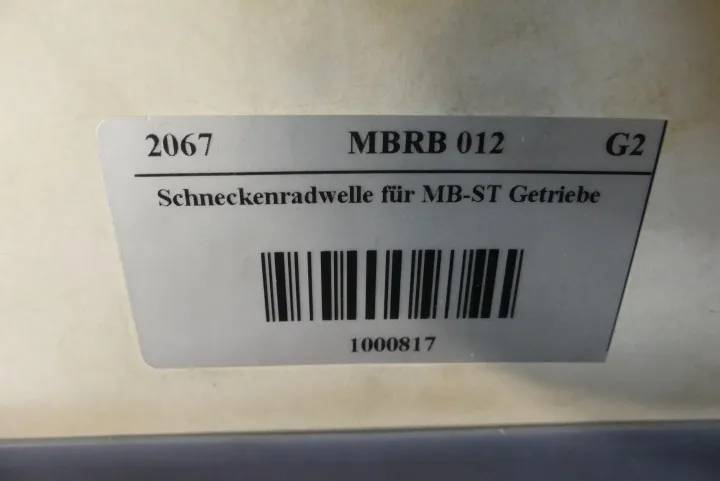 2067 MBRB 012 G2
Schneckenradwelle für MB-ST Getriebe
1000817